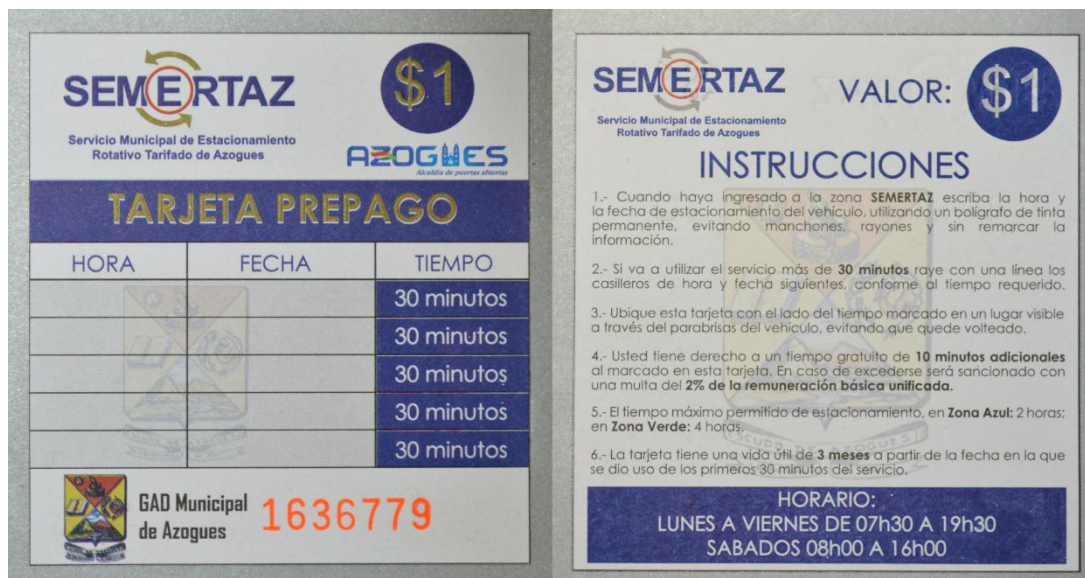 SEMERTAZ
$1
Servicio Municipal de Estacionamiento
Rotativo Tarifado de Azogues
AZOGUES
Alcaldía de puertas abiertas
TARJETA PREPAGO
HORA FECHA TIEMPO
30 minutos
30 minutos
30 minutos
30 minutos
30 minutos
GAD Municipal
de Azogues
1636779
SEMERTAZ
Servicio Municipal de Estacionamiento
Rotativo Tarifado de Azogues
VALOR: $1
INSTRUCCIONES
1.- Cuando haya ingresado a la zona SEMERTAZ escriba la hora y
la fecha de estacionamiento del vehículo, utilizando un bolígrafo de tinta
permanente, evitando manchones, rayones y sin remarcar la
información.
2.- Si va a utilizar el servicio más de 30 minutos raye con una línea los
casilleros de hora y fecha siguientes, conforme al tiempo requerido.
3.- Ubique esta tarjeta con el lado del tiempo marcado en un lugar visible
a través del parabrisas del vehículo, evitando que quede volteado.
4.- Usted tiene derecho a un tiempo gratuito de 10 minutos adicionales
al marcado en esta tarjeta. En caso de excederse será sancionado con
una multa del 2% de la remuneración básica unificada.
5.- El tiempo máximo permitido de estacionamiento, en Zona Azul: 2 horas;
en Zona Verde: 4 horas.
6.- La tarjeta tiene una vida útil de 3 meses a partir de la fecha en la que
se dio uso de los primeros 30 minutos del servicio.
ESCUDO DE AZOGUES
HORARIO:
LUNES A VIERNES DE 07h30 A 19h30
SABADOS 08h00 A 16h00